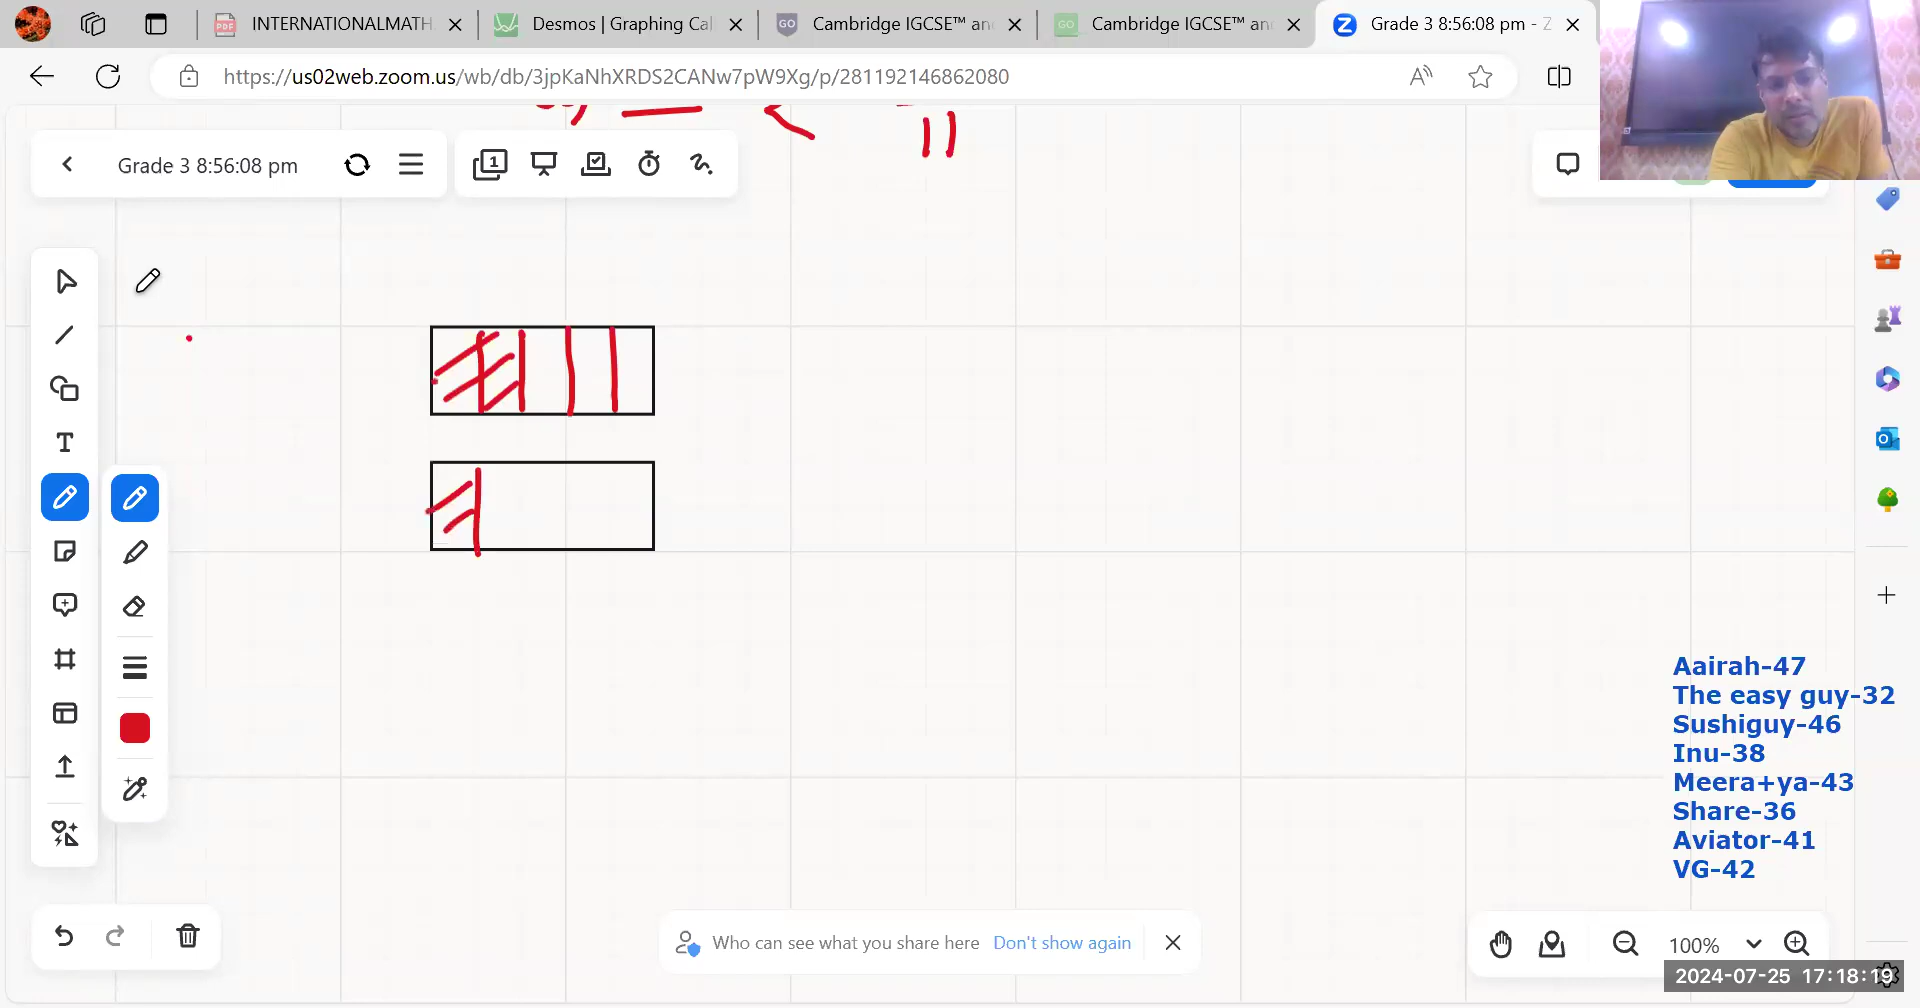 INTERNATIONALMATH
Desmos | Graphing Cal
Cambridge IGCSE™ an
Cambridge IGCSE™ an
Grade 3 8:56:08 pm - Z
https://us02web.zoom.us/wb/db/3jpKaNhXRDS2CANw7pW9Xg/p/281192146862080
11
Grade 3 8:56:08 pm
1
T
Aairah-47
The easy guy-32
Sushiguy-46
Inu-38
Meera+ya-43
Share-36
Aviator-41
VG-42
Who can see what you share here Don't show again
100%
2024-07-25 17:18:19